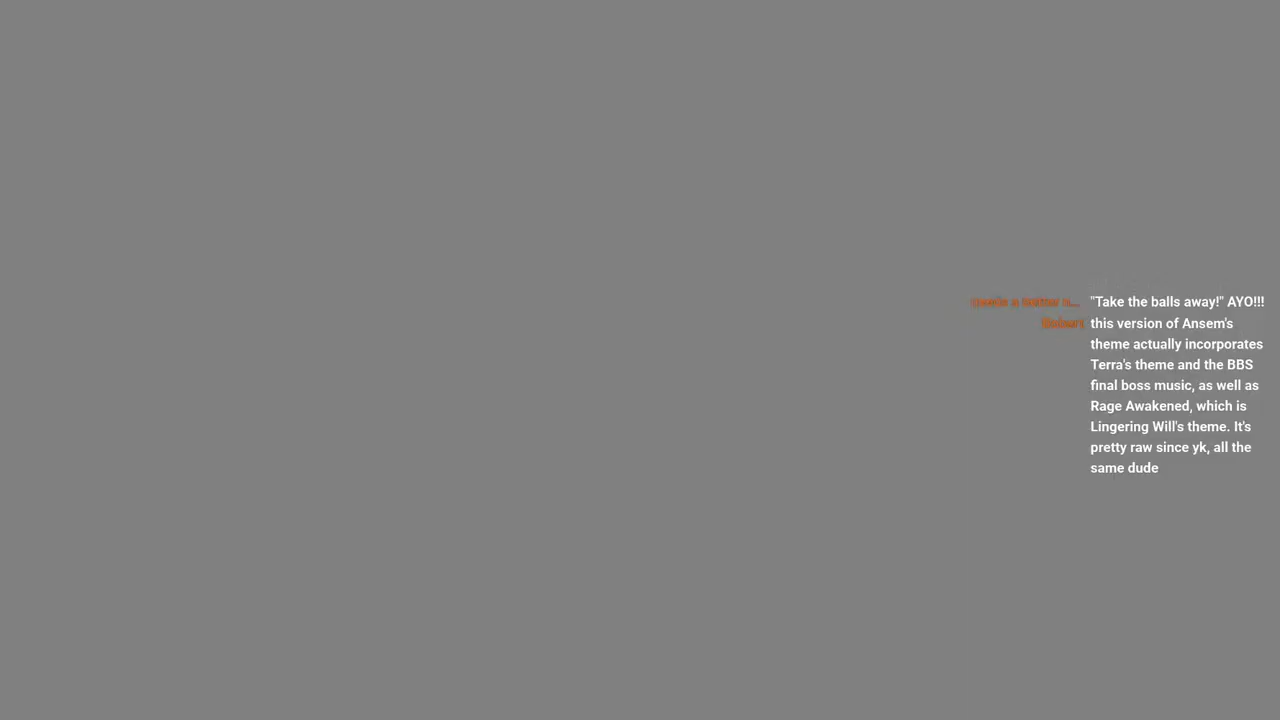 "Take the balls away!" AYO!!!
this version of Ansem's
theme actually incorporates
Terra's theme and the BBS
final boss music, as well as
Rage Awakened, which is
Lingering Will's theme. It's
pretty raw since yk, all the
same dude